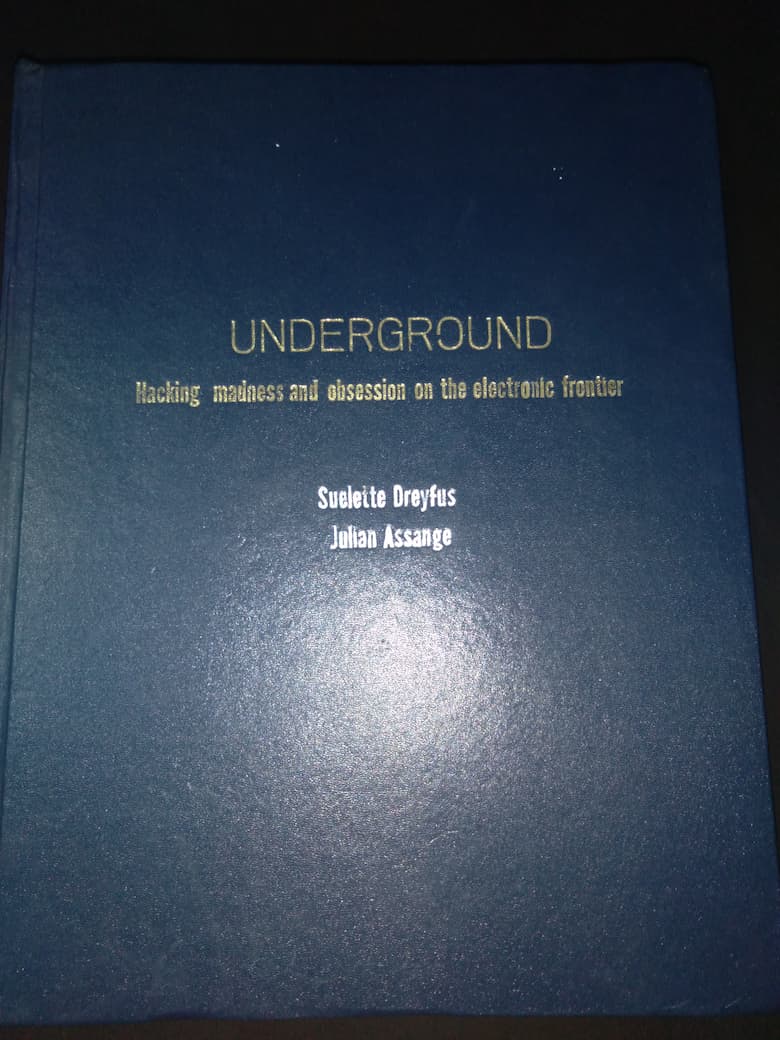 UNDERGROUND
Hacking madness and obsession on the electronic frontier
Suelette Dreyfus
Julian Assange